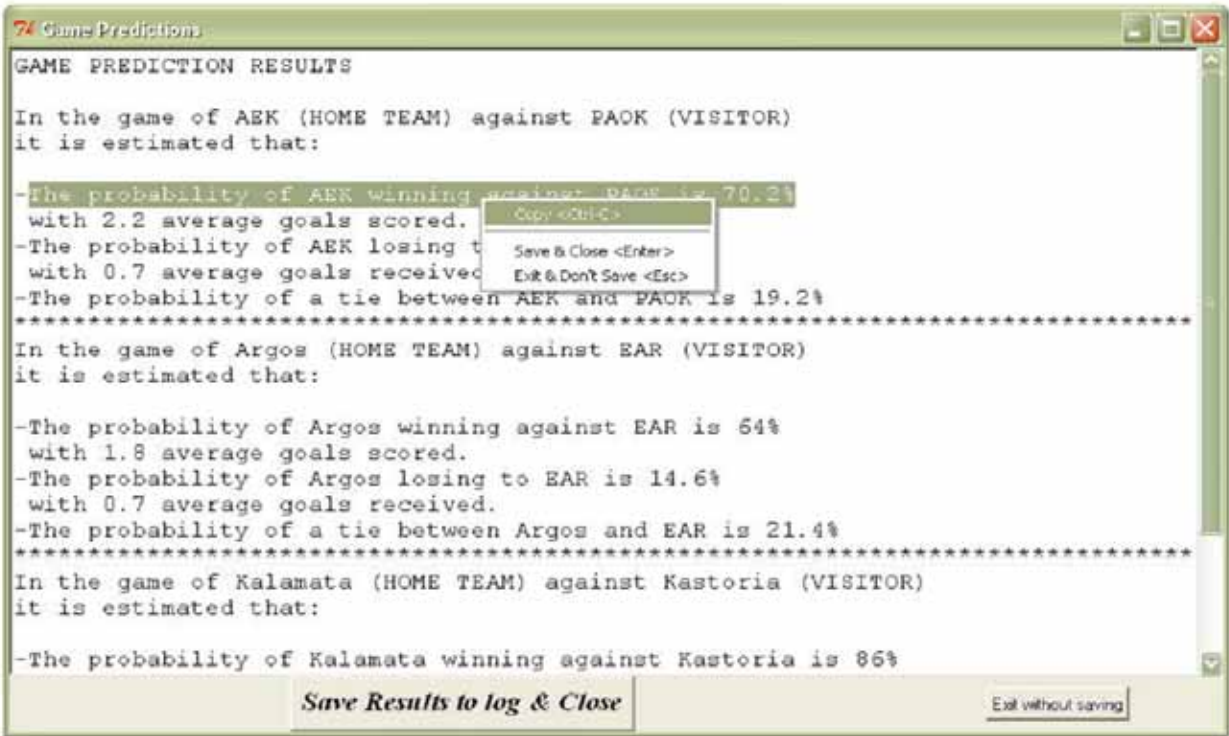 Game Predictions
GAME PREDICTION RESULTS
In the game of AEK (HOME TEAM) against PAOK (VISITOR)
it is estimated that:
-The probability of AEK winning against PAOK is 70.2%
with 2.2 average goals scored.
Copy <Ctrl-C>
-The probability of AEK losing t
Save & Close <Enter>
with 0.7 average goals received
Exit & Don't Save <Esc>
-The probability of a tie between AEK and PAOK is 19.2%
******************************************************************************************
In the game of Argos (HOME TEAM) against EAR (VISITOR)
it is estimated that:
-The probability of Argos winning against EAR is 64%
with 1.8 average goals scored.
-The probability of Argos losing to EAR is 14.6%
with 0.7 average goals received.
-The probability of a tie between Argos and EAR is 21.4%
******************************************************************************************
In the game of Kalamata (HOME TEAM) against Kastoria (VISITOR)
it is estimated that:
-The probability of Kalamata winning against Kastoria is 86%
Save Results to log & Close
Exit without saving